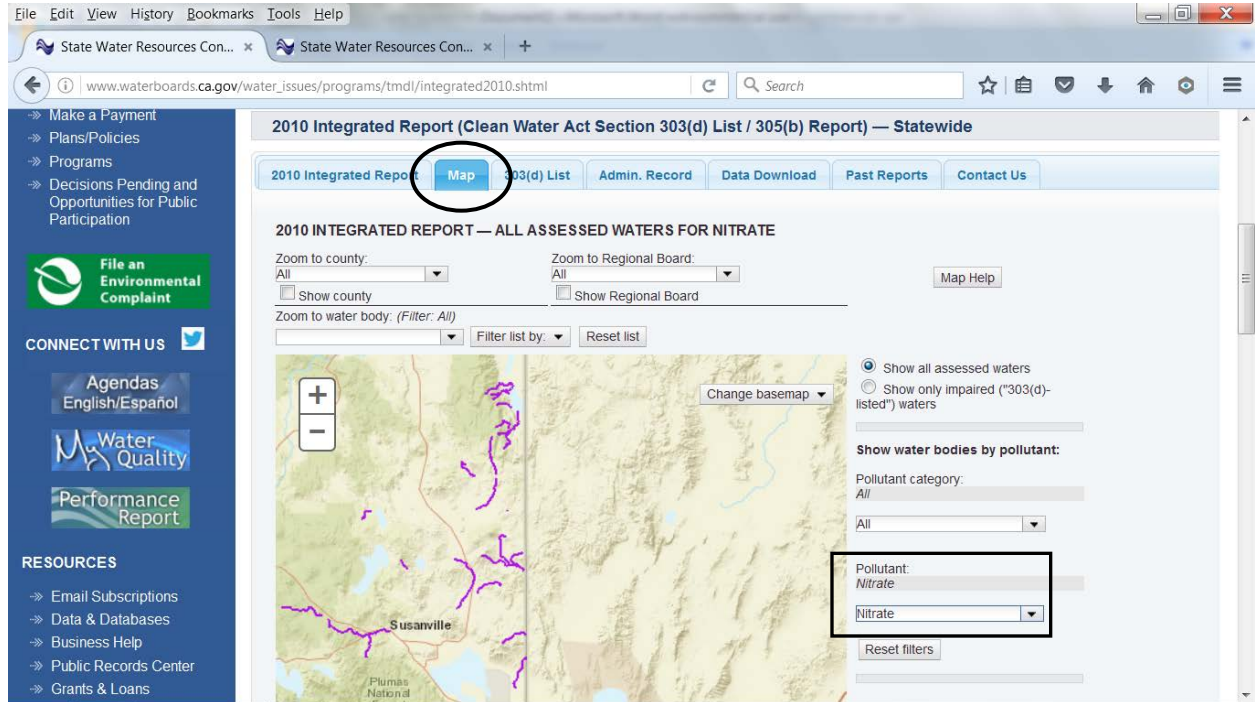 File Edit View History Bookmarks Tools Help
State Water Resources Con... × State Water Resources Con... × +
www.waterboards.ca.gov/water_issues/programs/tmdl/integrated2010.shtml Search
Make a Payment
Plans/Policies
Programs
Decisions Pending and
Opportunities for Public
Participation
File an
Environmental
Complaint
CONNECT WITH US
Agendas
English/Español
My Water
Quality
Performance
Report
RESOURCES
Email Subscriptions
Data & Databases
Business Help
Public Records Center
Grants & Loans
2010 Integrated Report (Clean Water Act Section 303(d) List / 305(b) Report) — Statewide
2010 Integrated Report Map 303(d) List Admin. Record Data Download Past Reports Contact Us
2010 INTEGRATED REPORT — ALL ASSESSED WATERS FOR NITRATE
Zoom to county: Zoom to Regional Board:
All All
Map Help
Show county Show Regional Board
Zoom to water body: (Filter: All)
Filter list by: Reset list
+
−
Change basemap
Susanville
Plumas
National
Show all assessed waters
Show only impaired ("303(d)-
listed") waters
Show water bodies by pollutant:
Pollutant category:
All
All
Pollutant:
Nitrate
Nitrate
Reset filters